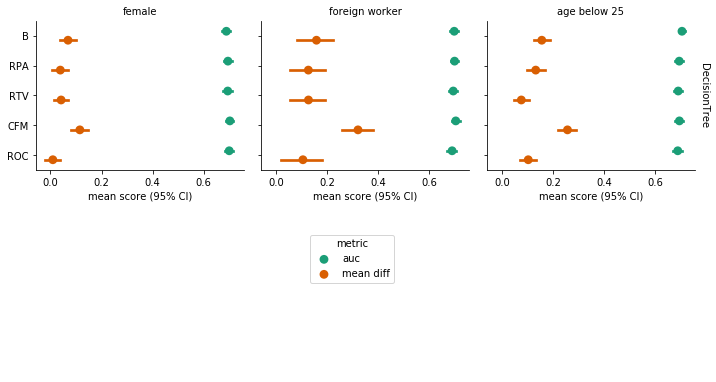 female
foreign worker
age below 25
B
RPA
RTV
CFM
ROC
DecisionTree
0.0 0.2 0.4 0.6
0.0 0.2 0.4 0.6
0.0 0.2 0.4 0.6
mean score (95% CI)
mean score (95% CI)
mean score (95% CI)
metric
auc
mean diff